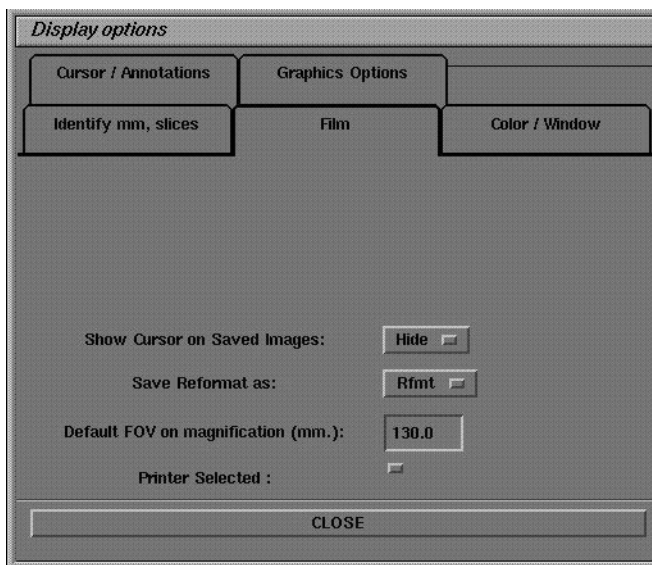 Display options
Cursor / Annotations
Graphics Options
Identify mm, slices
Film
Color / Window
Show Cursor on Saved Images:
Hide
Save Reformat as:
Rfmt
Default FOV on magnification (mm.):
130.0
Printer Selected :
CLOSE